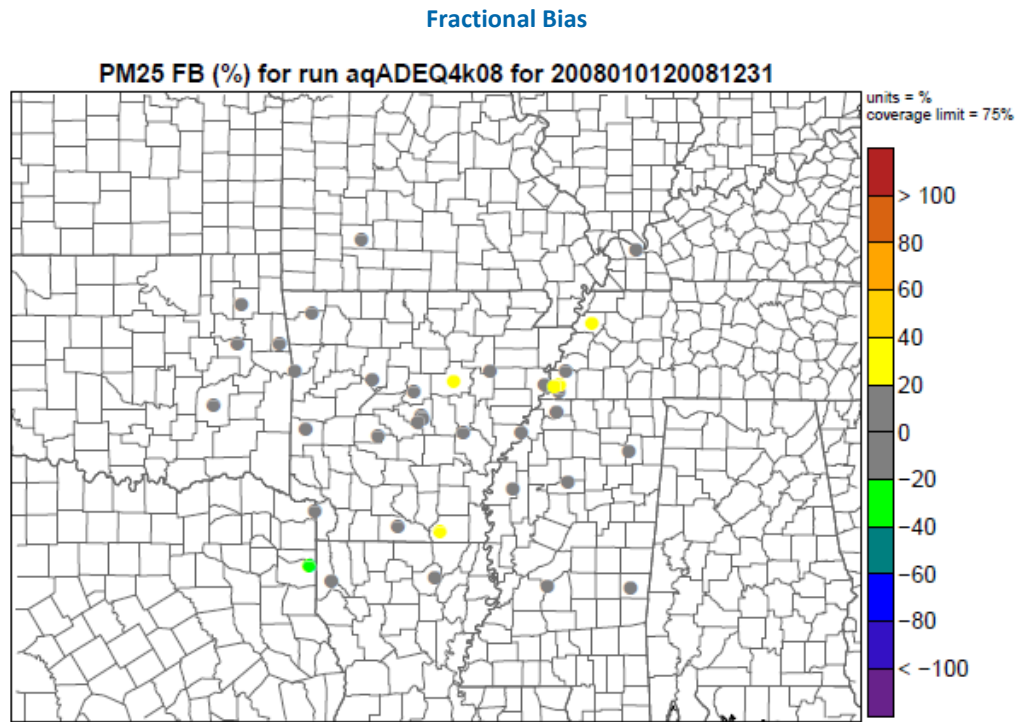 Fractional Bias
PM25 FB (%) for run aqADEQ4k08 for 2008010120081231
units = %
coverage limit = 75%
> 100
80
60
40
20
0
−20
−40
−60
−80
< −100